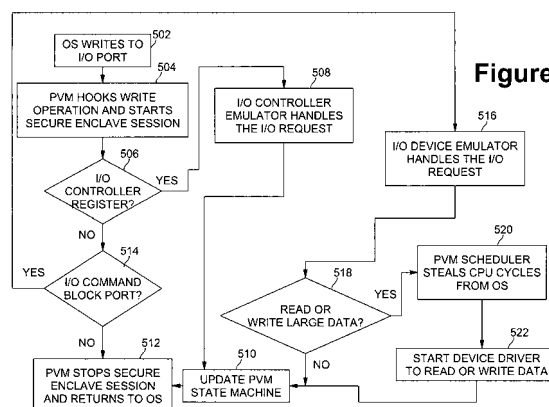 OS WRITES TO
I/O PORT
502
504
PVM HOOKS WRITE
OPERATION AND STARTS
SECURE ENCLAVE SESSION
506
I/O
CONTROLLER
REGISTER?
YES
NO
514
I/O COMMAND
BLOCK PORT?
YES
NO
512
PVM STOPS SECURE
ENCLAVE SESSION
AND RETURNS TO OS
508
I/O CONTROLLER
EMULATOR HANDLES
THE I/O REQUEST
510
UPDATE PVM
STATE MACHINE
Figure
516
I/O DEVICE EMULATOR
HANDLES THE I/O
REQUEST
518
READ OR
WRITE LARGE DATA?
YES
NO
520
PVM SCHEDULER
STEALS CPU CYCLES
FROM OS
522
START DEVICE DRIVER
TO READ OR WRITE DATA